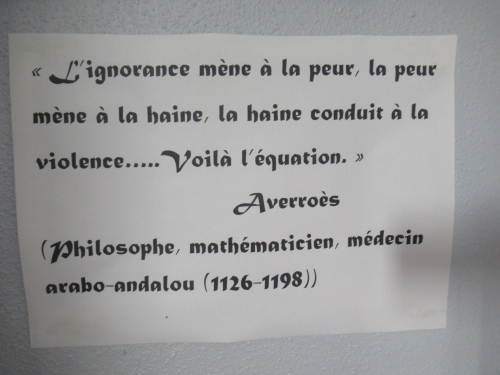 « L'ignorance mène à la peur, la peur
mène à la haine, la haine conduit à la
violence.....Voilà l'équation. »
Averroès
(Philosophe, mathématicien, médecin
arabo-andalou (1126-1198))